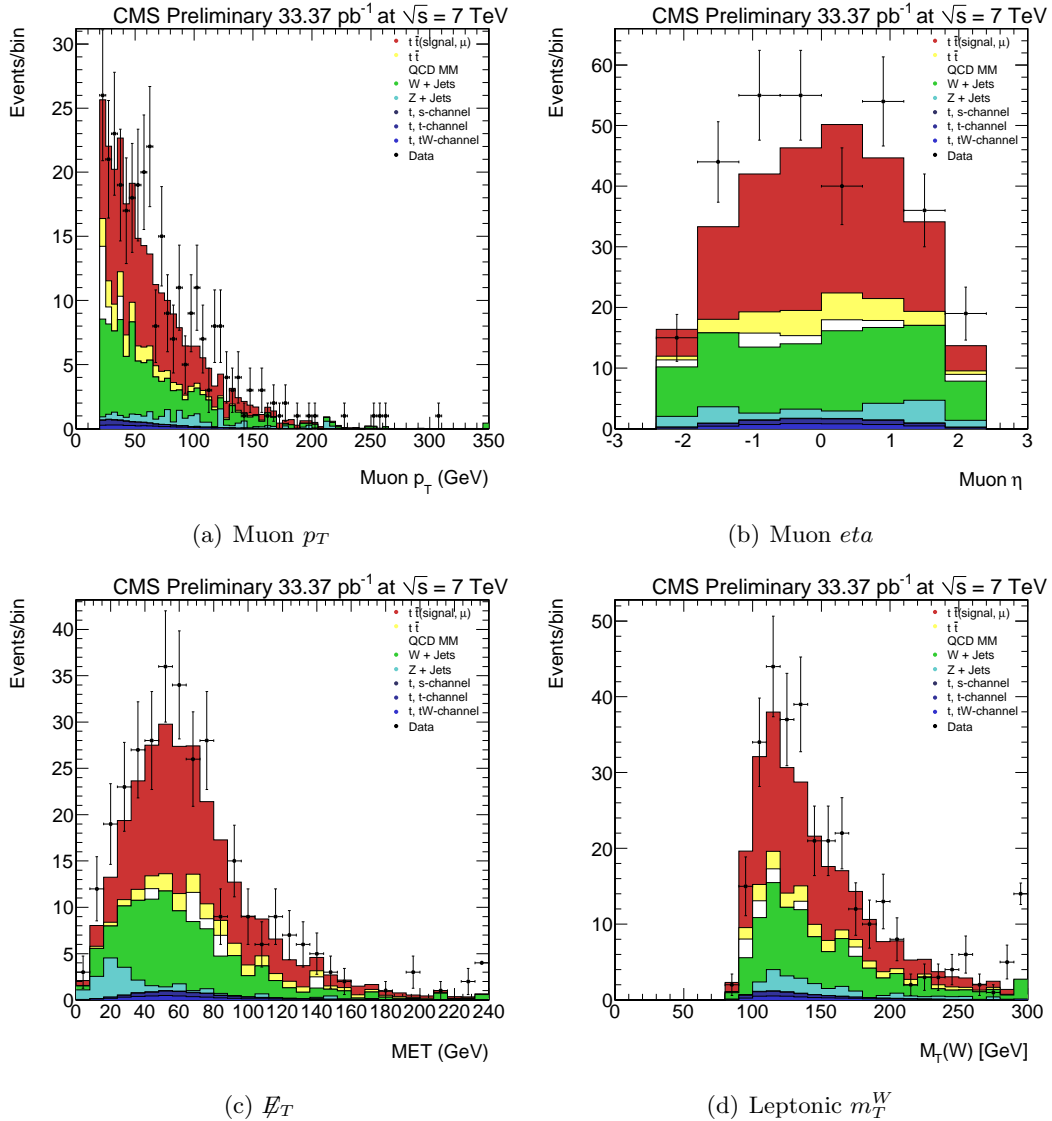 CMS Preliminary 33.37 pb⁻¹ at √s = 7 TeV
Events/bin
30
25
20
15
10
5
0
t t̄(signal, μ)
t t̄
QCD MM
W + Jets
Z + Jets
t, s-channel
t, t-channel
t, tW-channel
Data
0 50 100 150 200 250 300 350
Muon p_T (GeV)
(a) Muon p_T
CMS Preliminary 33.37 pb⁻¹ at √s = 7 TeV
Events/bin
60
50
40
30
20
10
0
t t̄(signal, μ)
t t̄
QCD MM
W + Jets
Z + Jets
t, s-channel
t, t-channel
t, tW-channel
Data
-3 -2 -1 0 1 2 3
Muon η
(b) Muon eta
CMS Preliminary 33.37 pb⁻¹ at √s = 7 TeV
Events/bin
40
35
30
25
20
15
10
5
0
t t̄(signal, μ)
t t̄
QCD MM
W + Jets
Z + Jets
t, s-channel
t, t-channel
t, tW-channel
Data
0 20 40 60 80 100 120 140 160 180 200 220 240
MET (GeV)
(c) E̸_T
CMS Preliminary 33.37 pb⁻¹ at √s = 7 TeV
Events/bin
50
40
30
20
10
0
t t̄(signal, μ)
t t̄
QCD MM
W + Jets
Z + Jets
t, s-channel
t, t-channel
t, tW-channel
Data
0 50 100 150 200 250 300
M_T(W) [GeV]
(d) Leptonic m_T^W